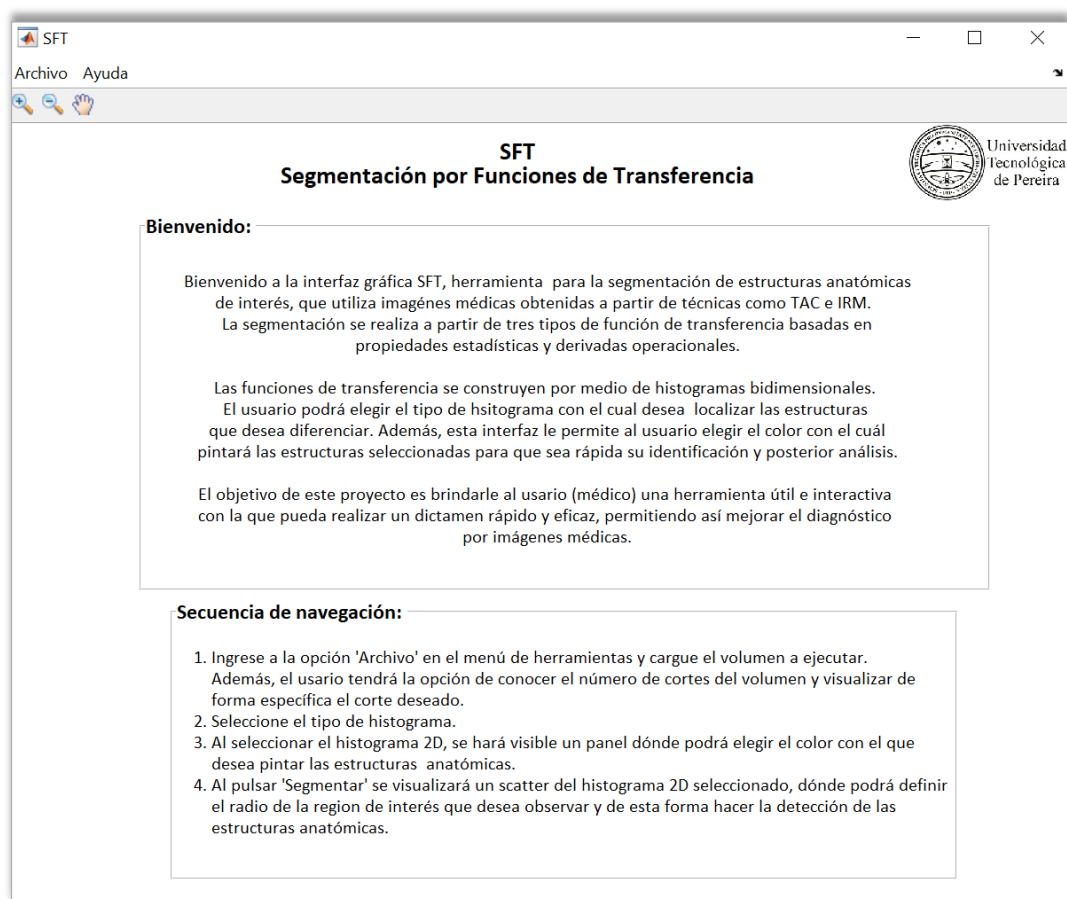 SFT
Archivo Ayuda
SFT
Segmentación por Funciones de Transferencia
Universidad
Tecnológica
de Pereira
Bienvenido:
Bienvenido a la interfaz gráfica SFT, herramienta para la segmentación de estructuras anatómicas
de interés, que utiliza imagénes médicas obtenidas a partir de técnicas como TAC e IRM.
La segmentación se realiza a partir de tres tipos de función de transferencia basadas en
propiedades estadísticas y derivadas operacionales.
Las funciones de transferencia se construyen por medio de histogramas bidimensionales.
El usuario podrá elegir el tipo de hsitograma con el cual desea localizar las estructuras
que desea diferenciar. Además, esta interfaz le permite al usuario elegir el color con el cuál
pintará las estructuras seleccionadas para que sea rápida su identificación y posterior análisis.
El objetivo de este proyecto es brindarle al usario (médico) una herramienta útil e interactiva
con la que pueda realizar un dictamen rápido y eficaz, permitiendo así mejorar el diagnóstico
por imágenes médicas.
Secuencia de navegación:
1. Ingrese a la opción 'Archivo' en el menú de herramientas y cargue el volumen a ejecutar.
Además, el usario tendrá la opción de conocer el número de cortes del volumen y visualizar de
forma específica el corte deseado.
2. Seleccione el tipo de histograma.
3. Al seleccionar el histograma 2D, se hará visible un panel dónde podrá elegir el color con el que
desea pintar las estructuras anatómicas.
4. Al pulsar 'Segmentar' se visualizará un scatter del histograma 2D seleccionado, dónde podrá definir
el radio de la region de interés que desea observar y de esta forma hacer la detección de las
estructuras anatómicas.